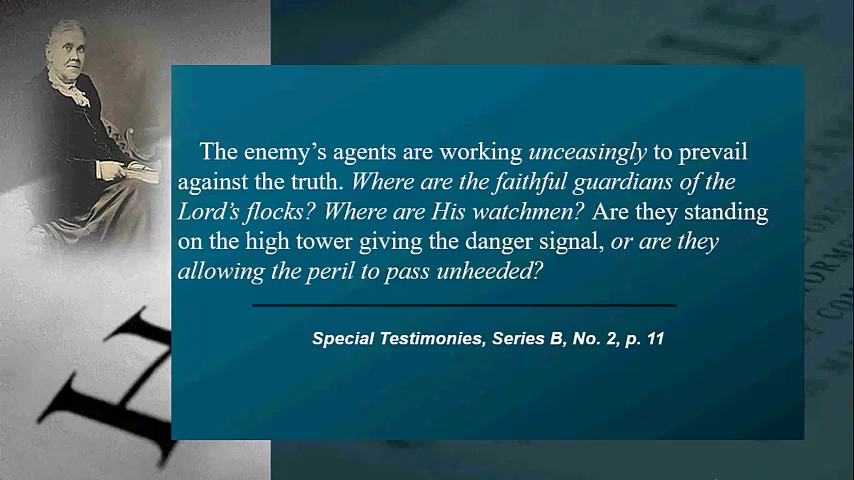 The enemy’s agents are working unceasingly to prevail
against the truth. Where are the faithful guardians of the
Lord’s flocks? Where are His watchmen? Are they standing
on the high tower giving the danger signal, or are they
allowing the peril to pass unheeded?
Special Testimonies, Series B, No. 2, p. 11